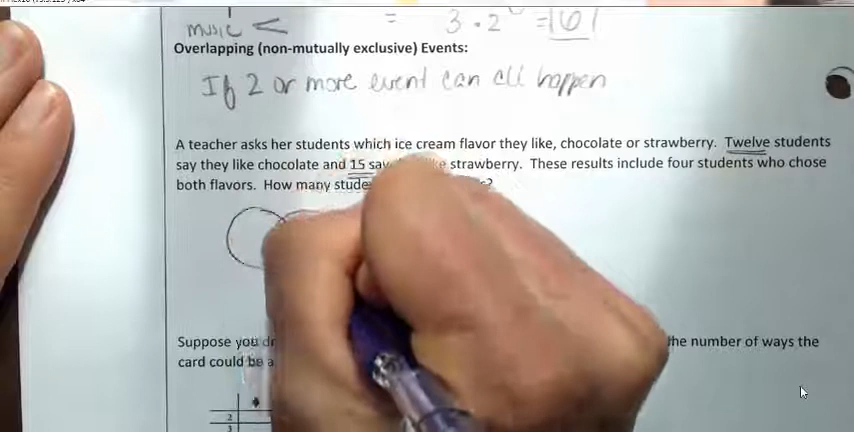 music <
= 3 · 2
Overlapping (non-mutually exclusive) Events:
If 2 or more event can all happen
A teacher asks her students which ice cream flavor they like, chocolate or strawberry. Twelve students
say they like chocolate and 15 say strawberry. These results include four students who chose
both flavors. How many
Suppose you the number of ways the
card could be a
2
3